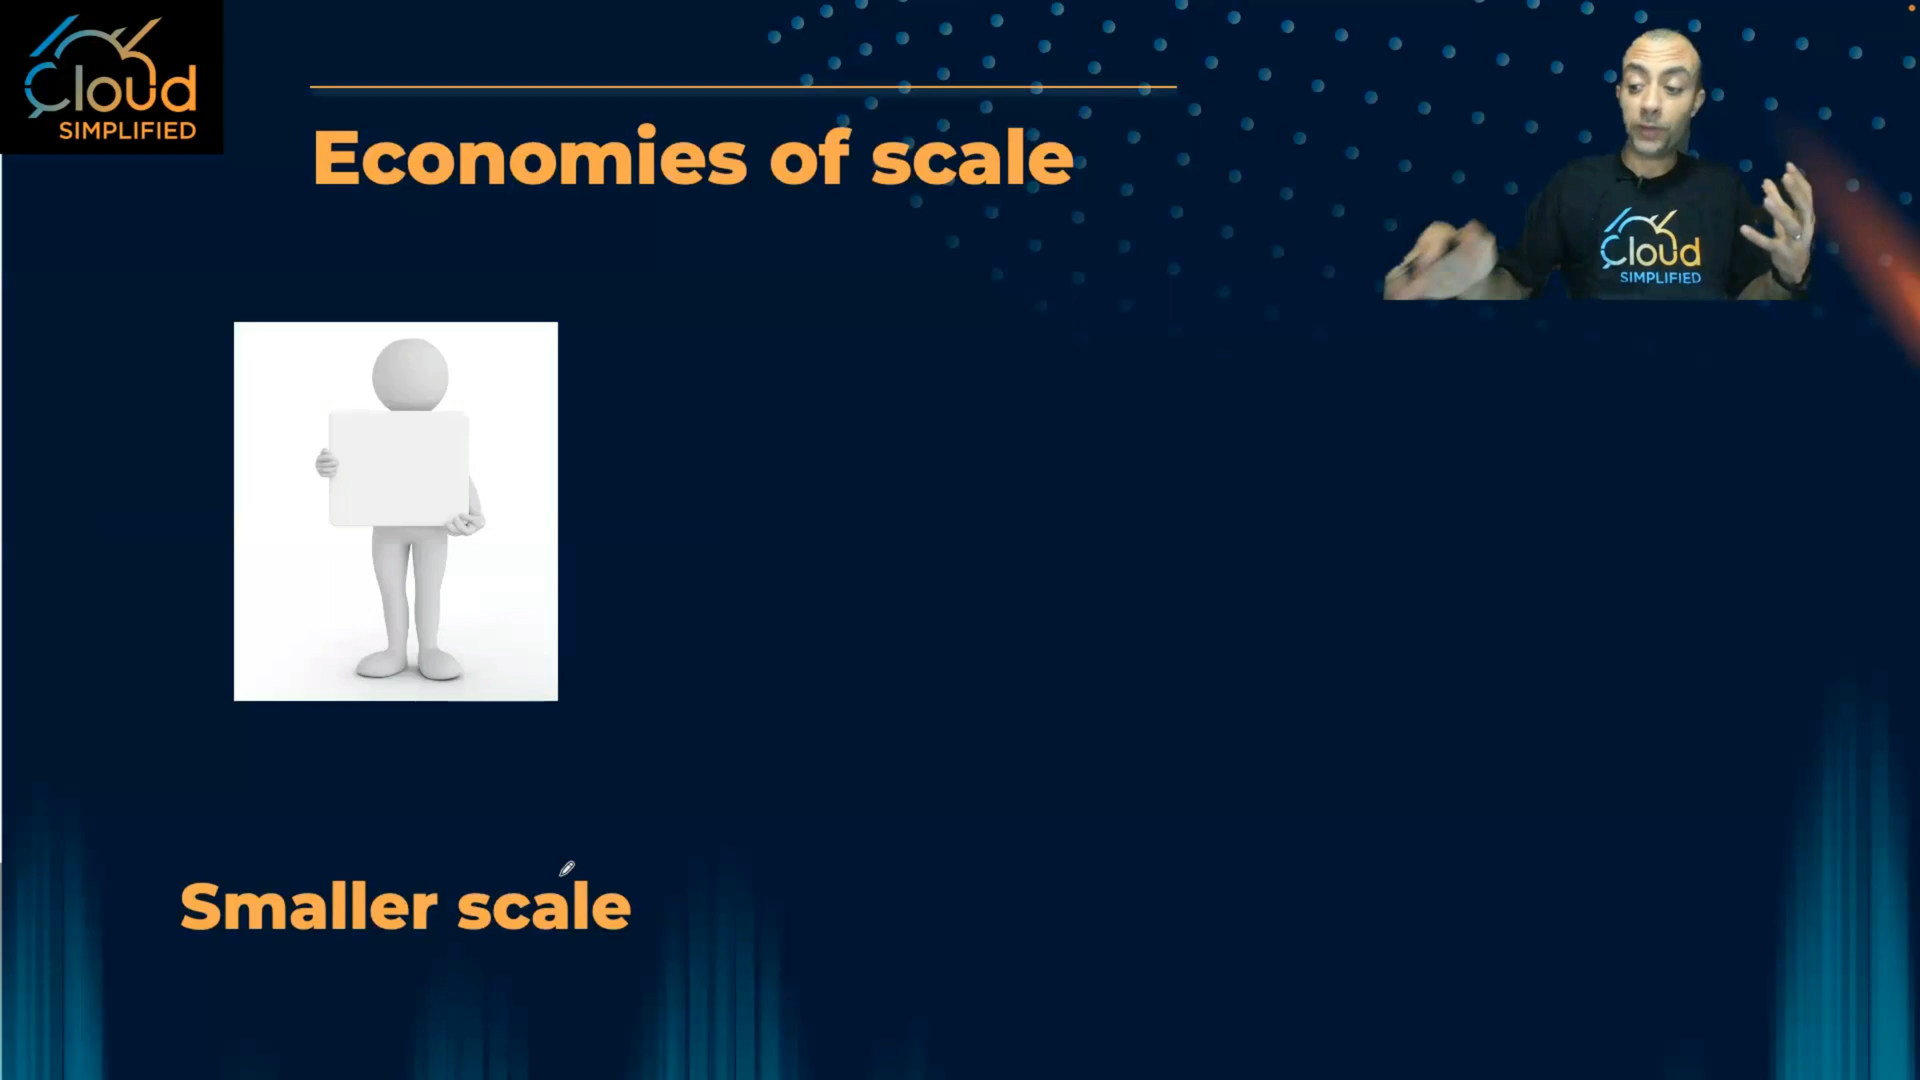 Cloud
SIMPLIFIED
Economies of scale
Cloud
SIMPLIFIED
Smaller scale